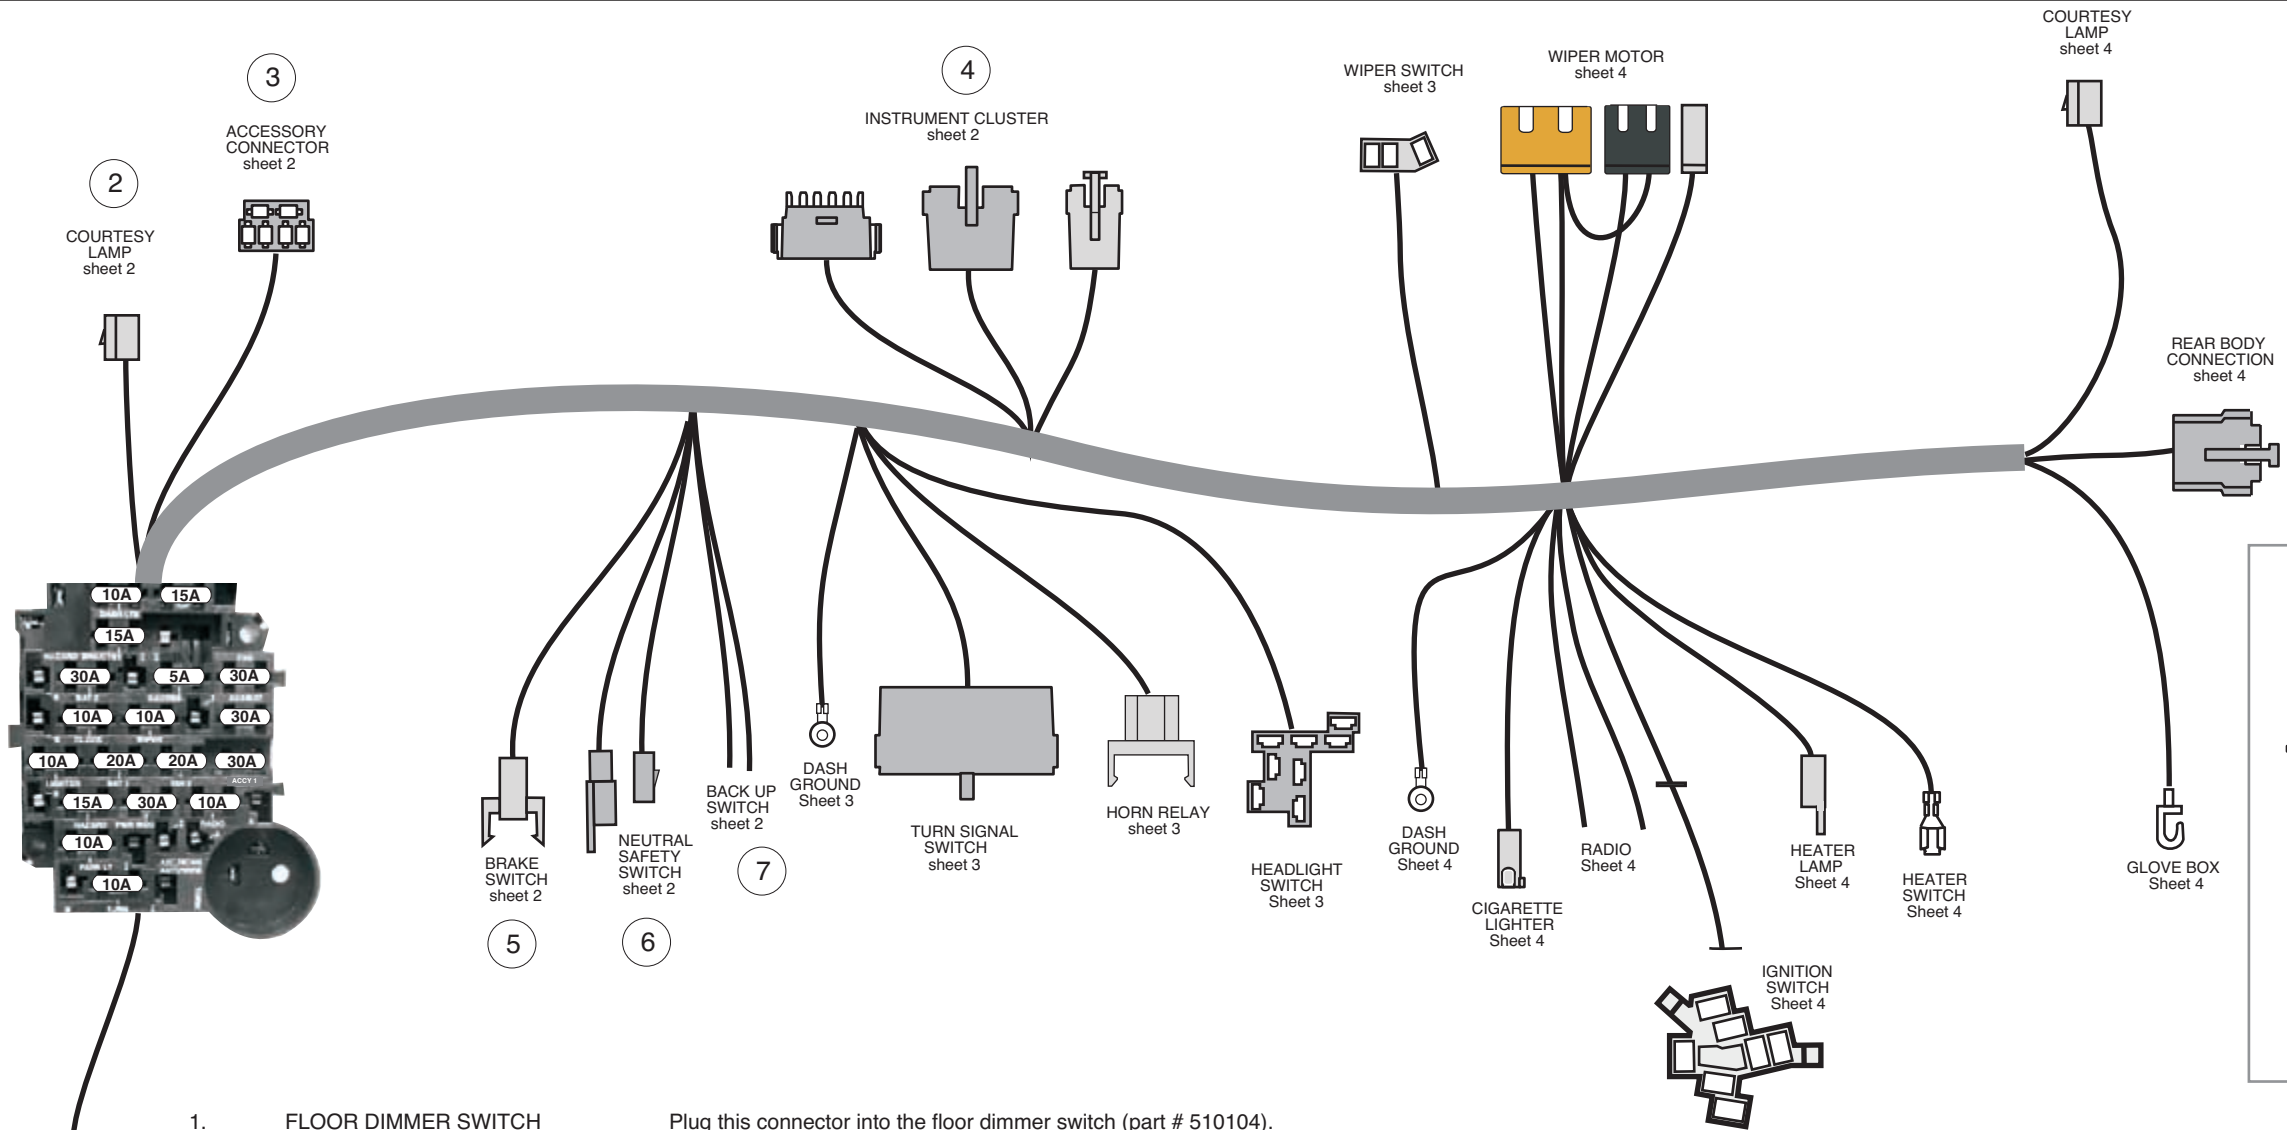 COURTESY
LAMP
sheet 4
3
4
WIPER MOTOR
sheet 4
WIPER SWITCH
sheet 3
INSTRUMENT CLUSTER
sheet 2
ACCESSORY
CONNECTOR
sheet 2
2
COURTESY
LAMP
sheet 2
REAR BODY
CONNECTION
sheet 4
10A 15A
15A
30A 5A 30A
10A 10A 30A
10A 20A 20A 30A
ACCY 1
15A 30A 10A
10A
10A
BRAKE
SWITCH
sheet 2
5
NEUTRAL
SAFETY
SWITCH
sheet 2
6
BACK UP
SWITCH
sheet 2
7
DASH
GROUND
Sheet 3
TURN SIGNAL
SWITCH
sheet 3
HORN RELAY
sheet 3
HEADLIGHT
SWITCH
Sheet 3
DASH
GROUND
Sheet 4
CIGARETTE
LIGHTER
Sheet 4
RADIO
Sheet 4
IGNITION
SWITCH
Sheet 4
HEATER
LAMP
Sheet 4
HEATER
SWITCH
Sheet 4
GLOVE BOX
Sheet 4
1. FLOOR DIMMER SWITCH Plug this connector into the floor dimmer switch (part # 510104).